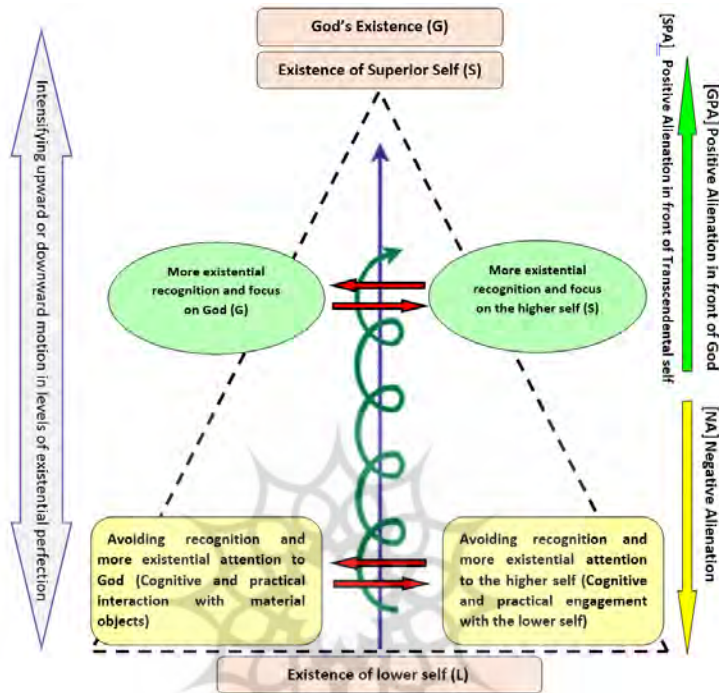 God's Existence (G)
Existence of Superior Self (S)
Intensifying upward or downward motion in levels of existential perfection
[SPA] Positive Alienation in front of Transcendental self
[GPA] Positive Alienation in front of God
More existential
recognition and focus
on God (G)
More existential
recognition and focus
on the higher self (S)
[NA] Negative Alienation
Avoiding recognition and
more existential attention to
God (Cognitive and practical
interaction with material
objects)
Avoiding recognition and
more existential attention
to the higher self (Cognitive
and practical engagement
with the lower self)
Existence of lower self (L)